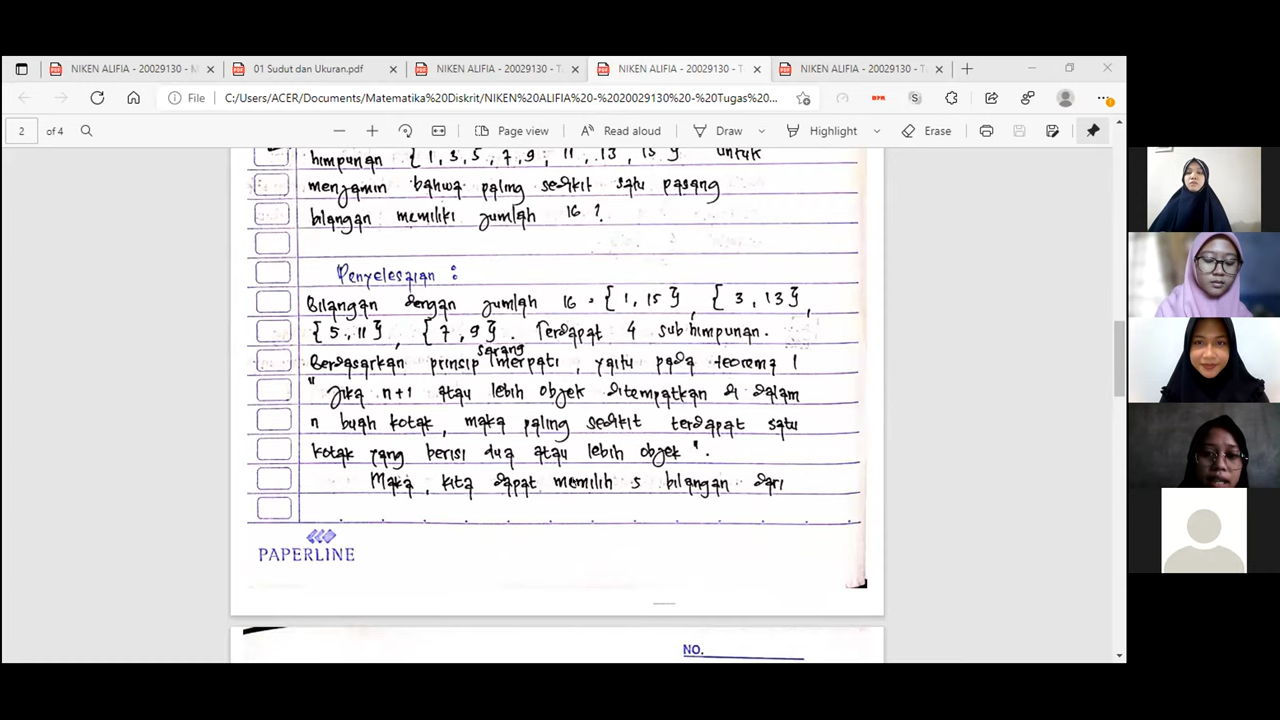 NIKEN ALIFIA - 20029130 - M
01 Sudut dan Ukuran.pdf
NIKEN ALIFIA - 20029130 - T
NIKEN ALIFIA - 20029130 - T
NIKEN ALIFIA - 20029130 - T
File
C:/Users/ACER/Documents/Matematika%20Diskrit/NIKEN%20ALIFIA%20-%2020029130%20-%20Tugas%20...
2 of 4
Page view
Read aloud
Draw
Highlight
Erase
himpunan { 1, 3, 5, 7, 9, 11, 13, 15 } untuk
menjamin bahwa paling sedikit satu pasang
bilangan memiliki jumlah 16 ?
Penyelesaian :
Bilangan dengan jumlah 16 = { 1, 15 }, { 3, 13 },
{ 5, 11 }, { 7, 9 }. Terdapat 4 subhimpunan.
sarang
Berdasarkan prinsip merpati, yaitu pada teorema 1
" Jika n+1 atau lebih objek ditempatkan di dalam
n buah kotak, maka paling sedikit terdapat satu
kotak yang berisi dua atau lebih objek ".
Maka, kita dapat memilih 5 bilangan dari
PAPERLINE
NO.